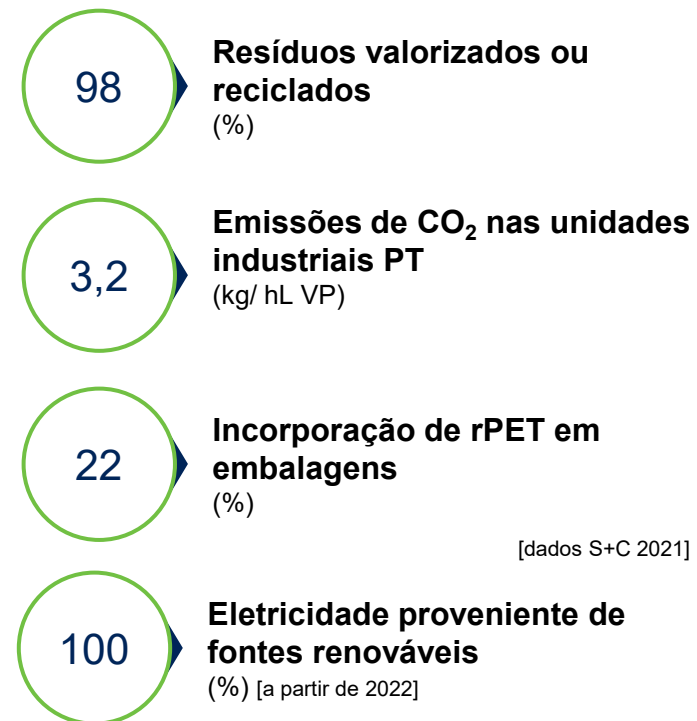 98
Resíduos valorizados ou
reciclados
(%)
3,2
Emissões de CO₂ nas unidades
industriais PT
(kg/ hL VP)
22
Incorporação de rPET em
embalagens
(%)
[dados S+C 2021]
100
Eletricidade proveniente de
fontes renováveis
(%) [a partir de 2022]